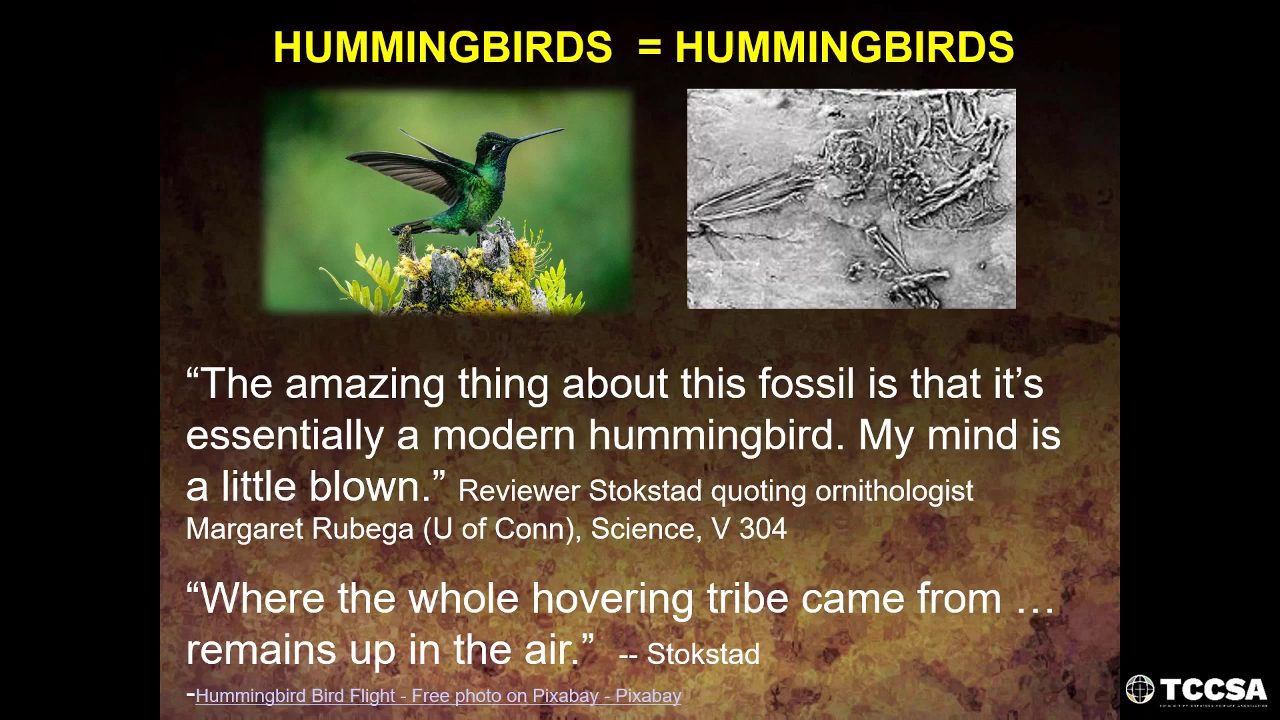 HUMMINGBIRDS = HUMMINGBIRDS
“The amazing thing about this fossil is that it’s
essentially a modern hummingbird. My mind is
a little blown.” Reviewer Stokstad quoting ornithologist
Margaret Rubega (U of Conn), Science, V 304
“Where the whole hovering tribe came from …
remains up in the air.” -- Stokstad
-Hummingbird Bird Flight - Free photo on Pixabay - Pixabay
TCCSA